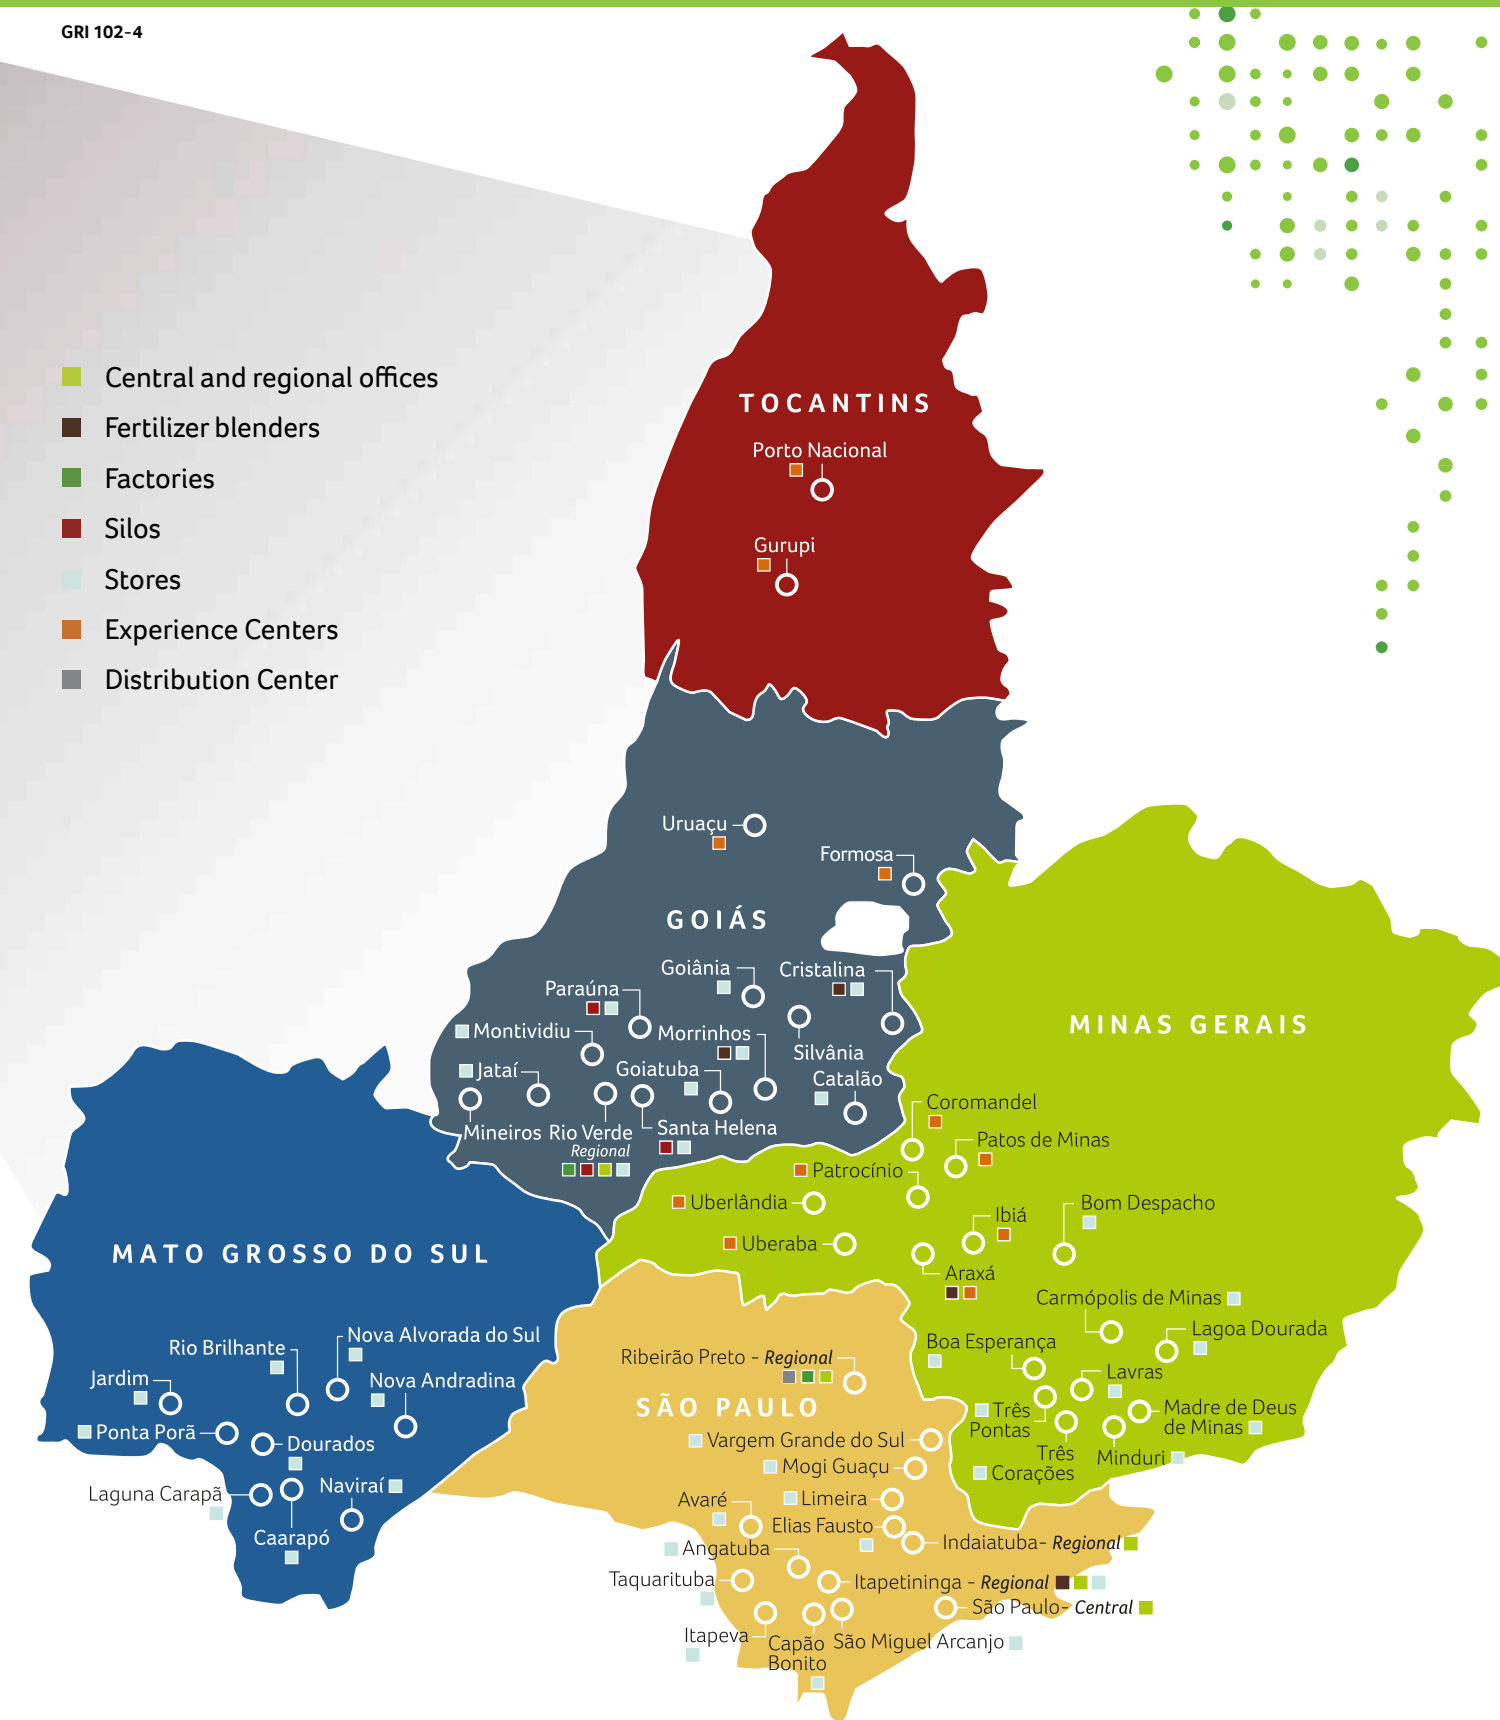 GRI 102-4
Central and regional offices
Fertilizer blenders
Factories
Silos
Stores
Experience Centers
Distribution Center
TOCANTINS
Porto Nacional
Gurupi
Uruaçu
Formosa
GOIÁS
Goiânia
Cristalina
Paraúna
Montividiu
Morrinhos
Silvânia
Jataí
Goiatuba
Catalão
Mineiros
Rio Verde
Regional
Santa Helena
MINAS GERAIS
Coromandel
Patos de Minas
Patrocínio
Uberlândia
Bom Despacho
Ibiá
Uberaba
Araxá
Carmópolis de Minas
Lagoa Dourada
Boa Esperança
Lavras
Três
Pontas
Madre de Deus
de Minas
Três
Corações
Minduri
MATO GROSSO DO SUL
Nova Alvorada do Sul
Rio Brilhante
Jardim
Nova Andradina
Ponta Porã
Dourados
Laguna Carapã
Naviraí
Caarapó
Ribeirão Preto - Regional
SÃO PAULO
Vargem Grande do Sul
Mogi Guaçu
Avaré
Limeira
Elias Fausto
Indaiatuba- Regional
Angatuba
Taquarituba
Itapetininga - Regional
São Paulo- Central
Itapeva
Capão
Bonito
São Miguel Arcanjo